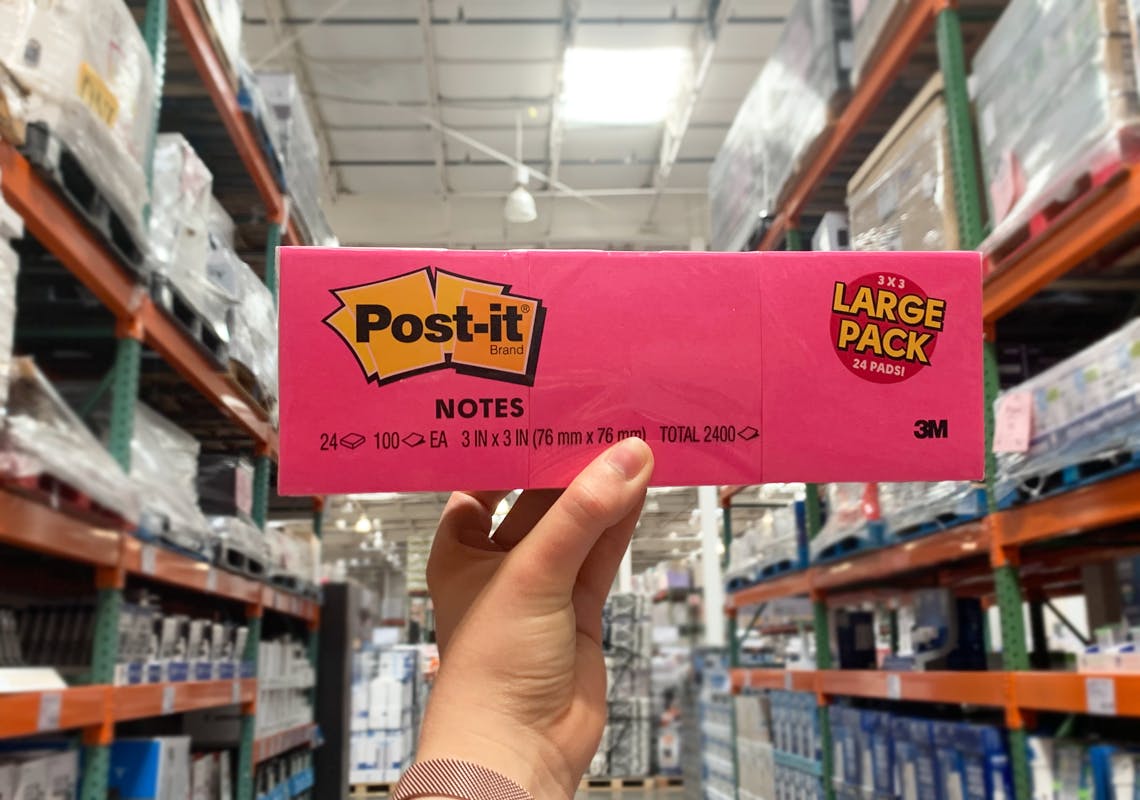 Post-it®
Brand
NOTES
24 100 EA 3 IN x 3 IN (76 mm x 76 mm) TOTAL 2400
3 X 3
LARGE
PACK
24 PADS!
3M